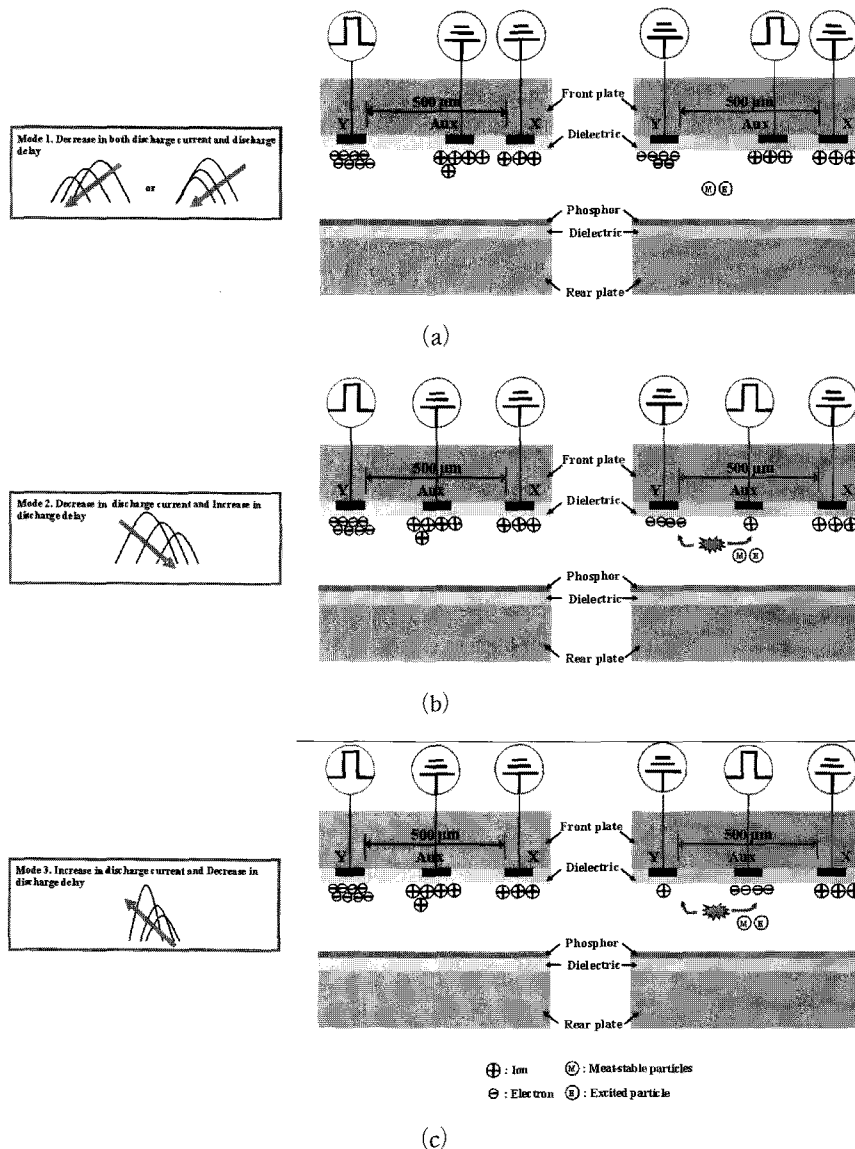 500 μm
Y
Aux
X
Front plate
Dielectric
Y
500 μm
Aux
X
Mode 1. Decrease in both discharge current and discharge
delay
or
M E
Phosphor
Dielectric
Rear plate
(a)
500 μm
Y
Aux
X
Front plate
Dielectric
Y
500 μm
Aux
X
Mode 2. Decrease in discharge current and Increase in
discharge delay
M E
Phosphor
Dielectric
Rear plate
(b)
500 μm
Y
Aux
X
Front plate
Dielectric
Y
500 μm
Aux
X
Mode 3. Increase in discharge current and Decrease in
discharge delay
M E
Phosphor
Dielectric
Rear plate
: Ion M : Meat-stable particles
: Electron E : Excited particle
(c)